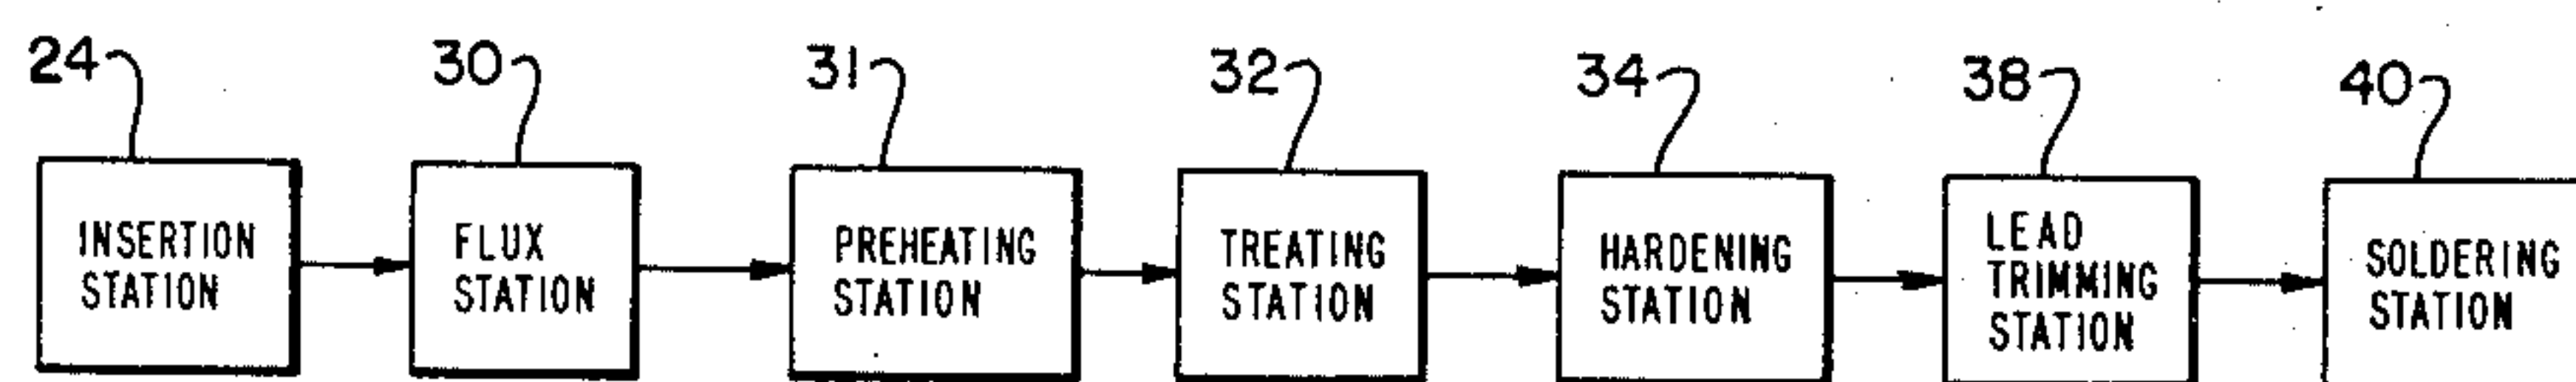 24 30 31 32 34 38 40
INSERTION
STATION
FLUX
STATION
PREHEATING
STATION
TREATING
STATION
HARDENING
STATION
LEAD
TRIMMING
STATION
SOLDERING
STATION